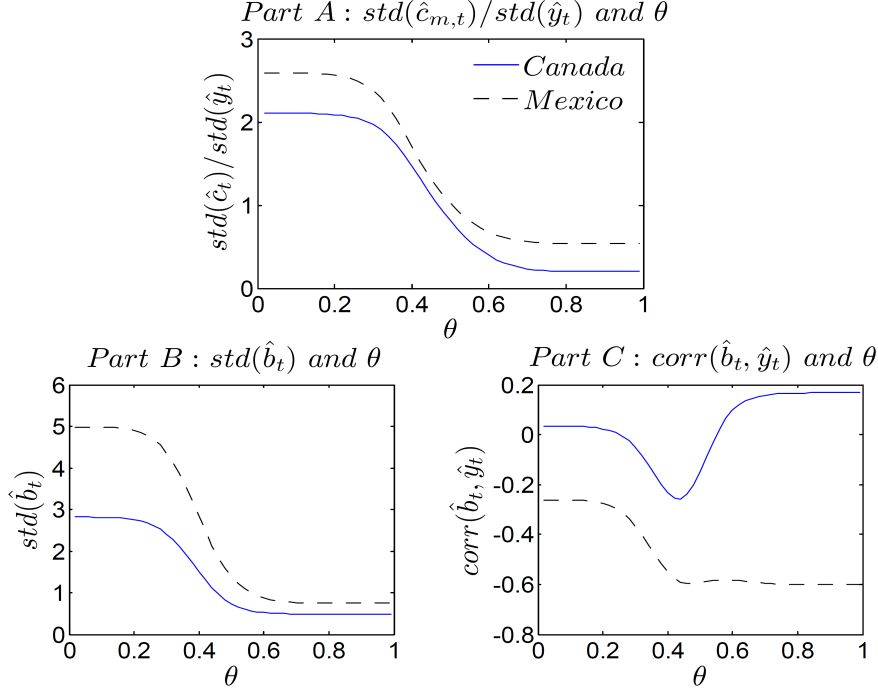 Part A : std(ĉ_{m,t})/std(ŷ_t) and θ
std(ĉ_t)/std(ŷ_t)
3
2
1
0
Canada
Mexico
0 0.2 0.4 0.6 0.8 1
θ
Part B : std(b̂_t) and θ
std(b̂_t)
6
5
4
3
2
1
0
0 0.2 0.4 0.6 0.8 1
θ
Part C : corr(b̂_t, ŷ_t) and θ
corr(b̂_t, ŷ_t)
0.2
0
-0.2
-0.4
-0.6
-0.8
0 0.2 0.4 0.6 0.8 1
θ